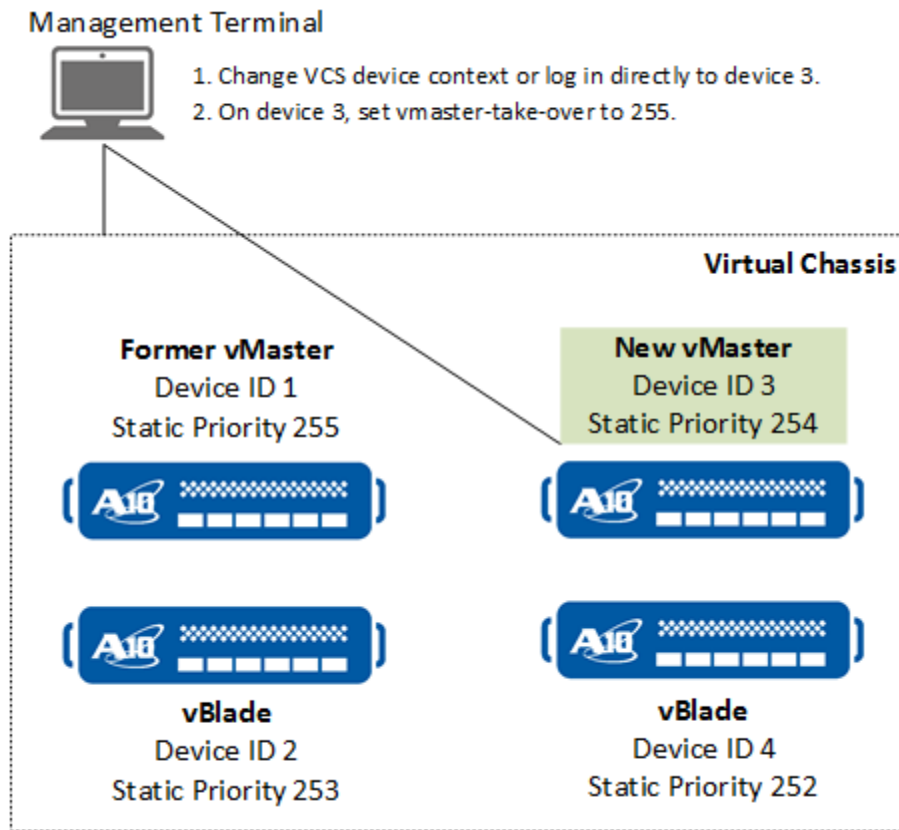 Management Terminal
1. Change VCS device context or log in directly to device 3.
2. On device 3, set vmaster-take-over to 255.
Virtual Chassis
Former vMaster
Device ID 1
Static Priority 255
New vMaster
Device ID 3
Static Priority 254
A10
A10
A10
A10
vBlade
Device ID 2
Static Priority 253
vBlade
Device ID 4
Static Priority 252